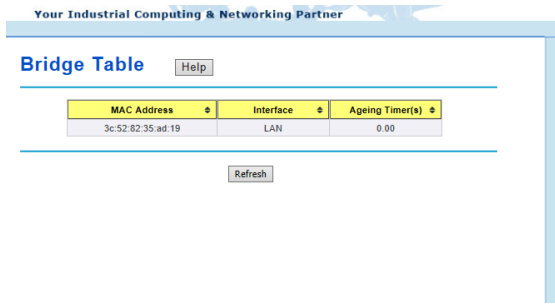 Your Industrial Computing & Networking Partner
Bridge Table Help
MAC Address Interface Ageing Timer(s)
3c:52:82:35:ad:19 LAN 0.00
Refresh